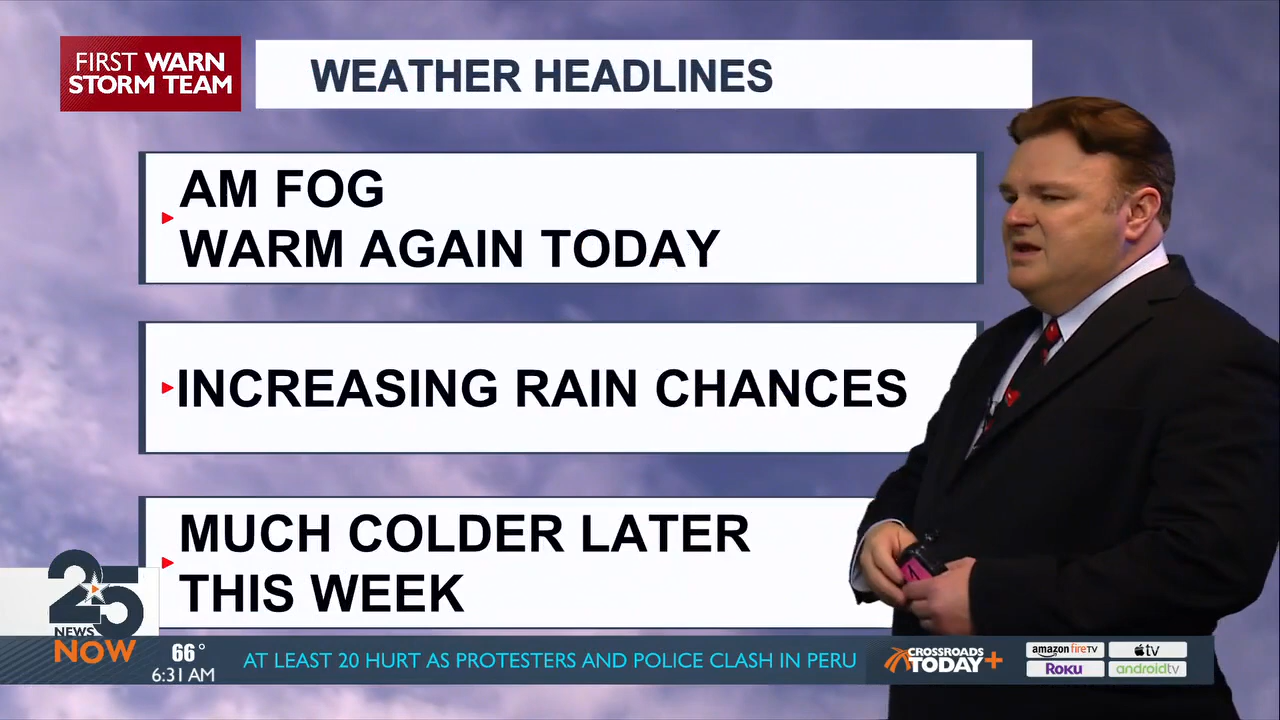 FIRST WARN
STORM TEAM
WEATHER HEADLINES
AM FOG
WARM AGAIN TODAY
INCREASING RAIN CHANCES
MUCH COLDER LATER
THIS WEEK
25
NEWS
NOW
66°
6:31 AM
AT LEAST 20 HURT AS PROTESTERS AND POLICE CLASH IN PERU
CROSSROADS
TODAY+
amazon fireTV
tv
ROKU
androidtv